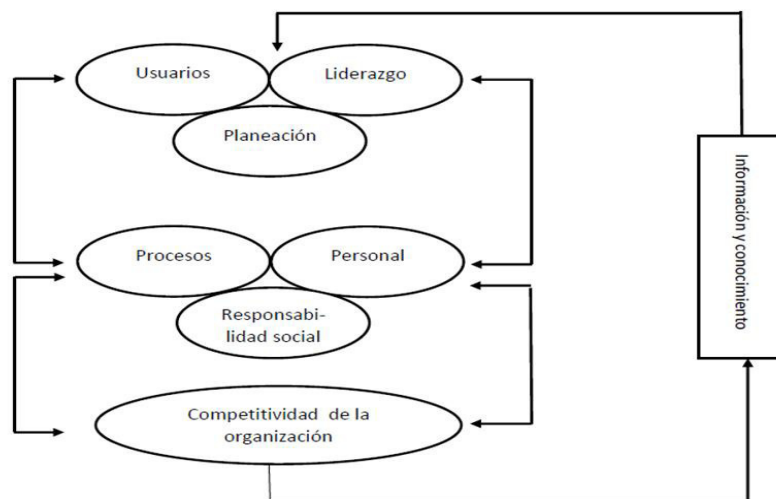 Usuarios
Liderazgo
Planeación
Procesos
Personal
Responsabi-
lidad social
Competitividad de la
organización
Información y conocimiento